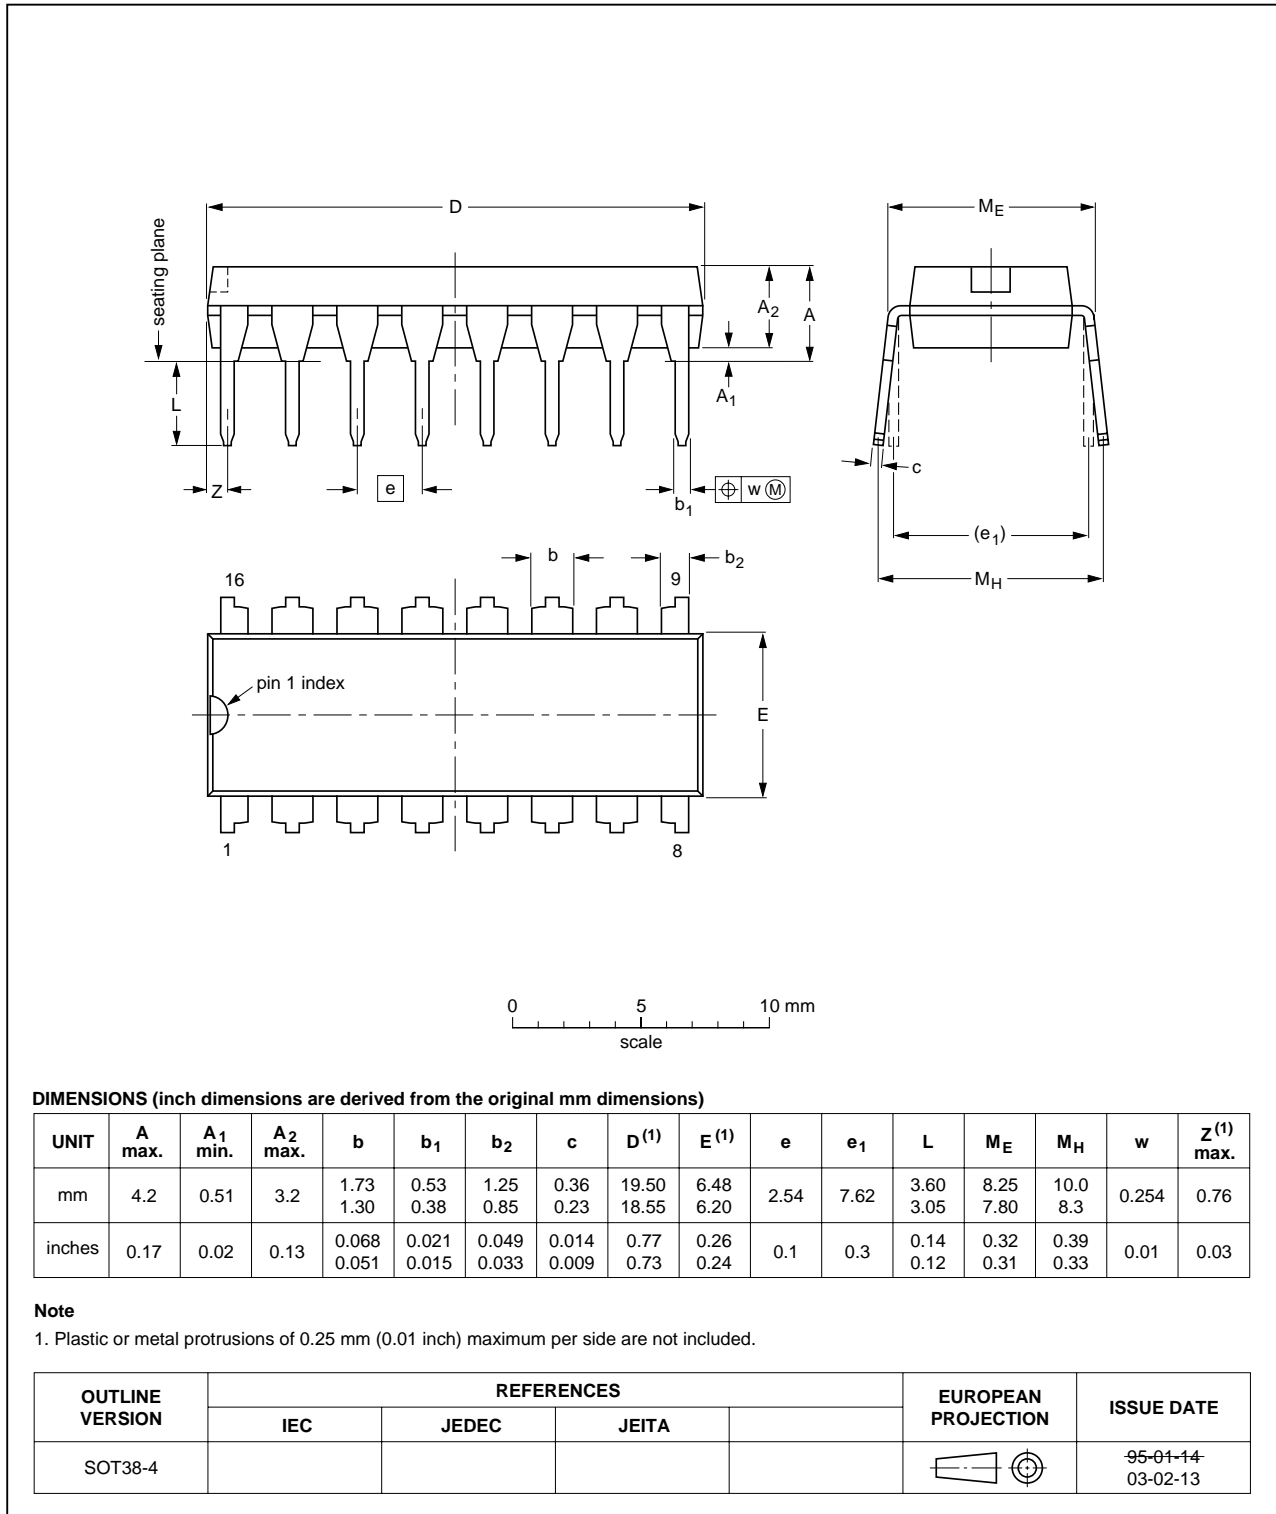 D
M_E
seating plane
A_2
A
L
A_1
c
Z
e
b_1
w M
(e_1)
M_H
b
b_2
16
9
pin 1 index
E
1
8
0 5 10 mm
scale
DIMENSIONS (inch dimensions are derived from the original mm dimensions)
UNIT A max. A1 min. A2 max. b b1 b2 c D(1) E(1) e e1 L ME MH w Z(1) max.
mm 4.2 0.51 3.2 1.73 1.30 0.53 0.38 1.25 0.85 0.36 0.23 19.50 18.55 6.48 6.20 2.54 7.62 3.60 3.05 8.25 7.80 10.0 8.3 0.254 0.76
inches 0.17 0.02 0.13 0.068 0.051 0.021 0.015 0.049 0.033 0.014 0.009 0.77 0.73 0.26 0.24 0.1 0.3 0.14 0.12 0.32 0.31 0.39 0.33 0.01 0.03
Note
1. Plastic or metal protrusions of 0.25 mm (0.01 inch) maximum per side are not included.
OUTLINE VERSION REFERENCES EUROPEAN PROJECTION ISSUE DATE
IEC JEDEC JEITA
SOT38-4 95-01-14
03-02-13